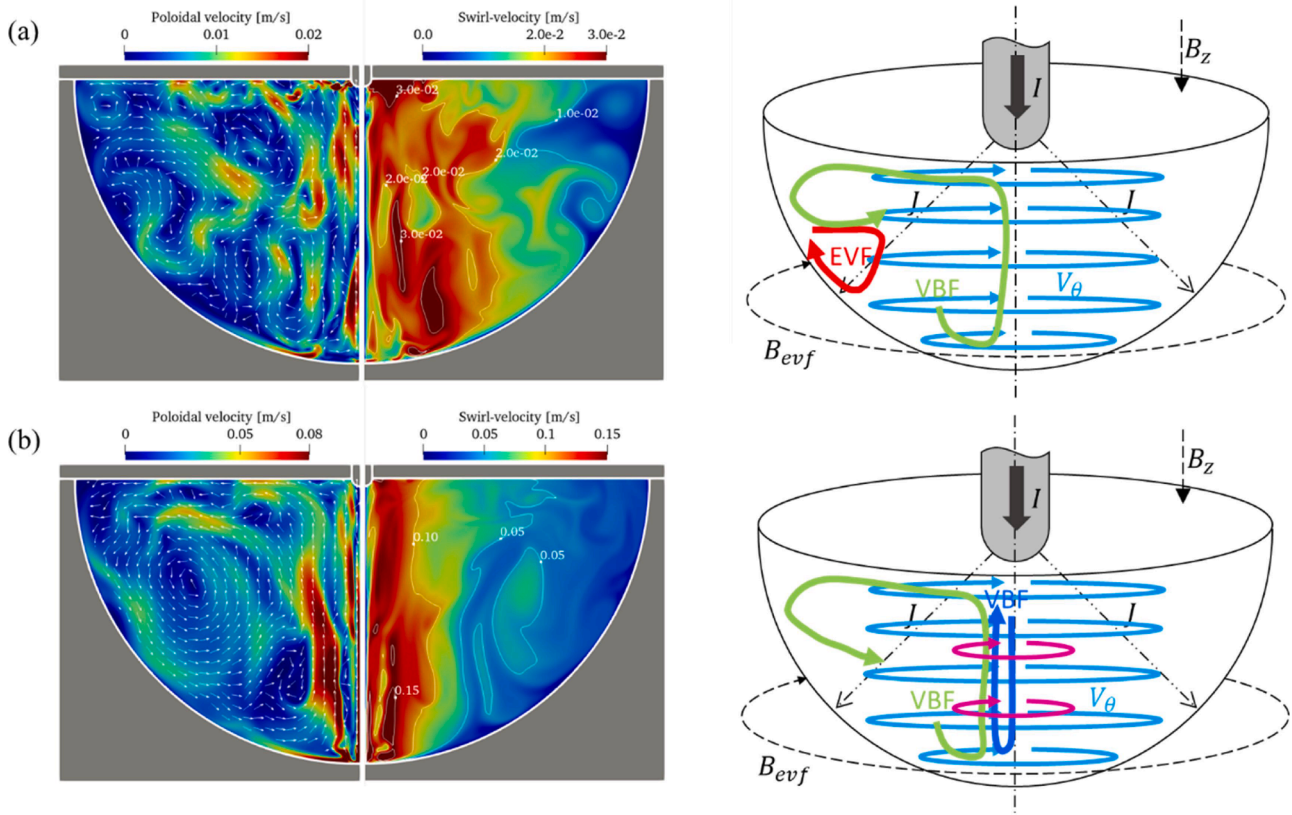 (a)
Poloidal velocity [m/s]
0 0.01 0.02
Swirl-velocity [m/s]
0.0 2.0e-2 3.0e-2
3.0e-02
1.0e-02
2.0e-02
2.0e-02
2.0e-02
3.0e-02
B_z
I
J
J
EVF
VBF
V_θ
B_evf
(b)
Poloidal velocity [m/s]
0 0.05 0.08
Swirl-velocity [m/s]
0 0.05 0.1 0.15
0.10
0.05
0.05
0.15
B_z
I
VBF
J
J
VBF
V_θ
B_evf